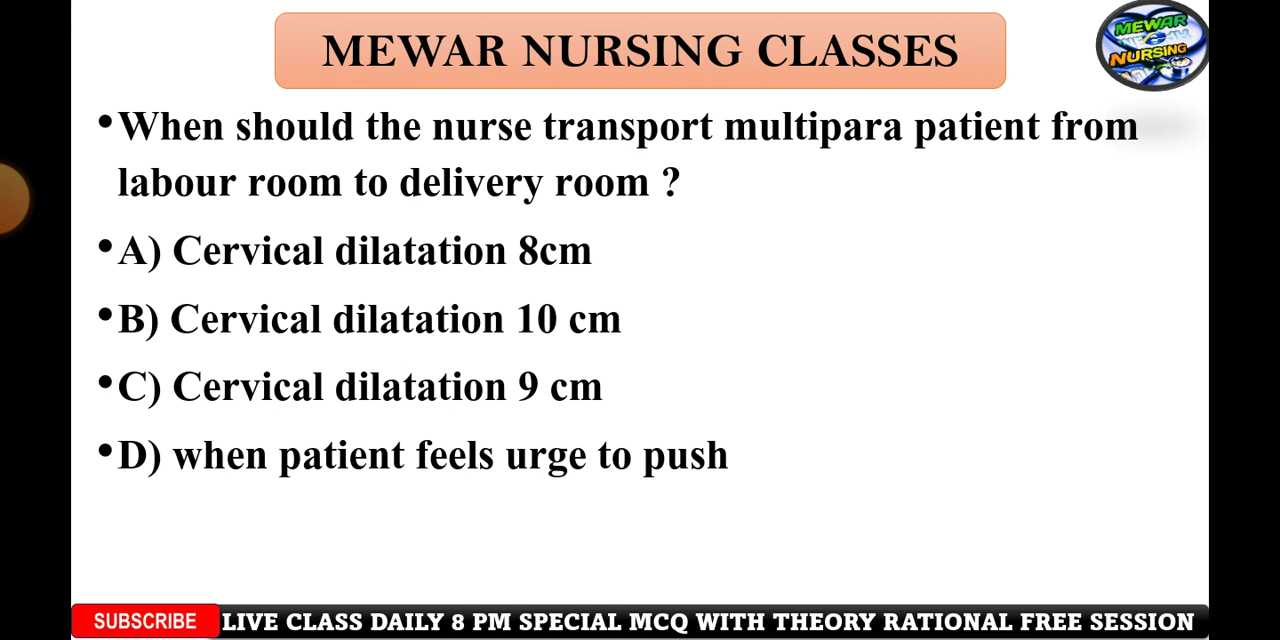 MEWAR NURSING CLASSES
MEWAR
NURSING
•When should the nurse transport multipara patient from
labour room to delivery room ?
•A) Cervical dilatation 8cm
•B) Cervical dilatation 10 cm
•C) Cervical dilatation 9 cm
•D) when patient feels urge to push
SUBSCRIBE LIVE CLASS DAILY 8 PM SPECIAL MCQ WITH THEORY RATIONAL FREE SESSION